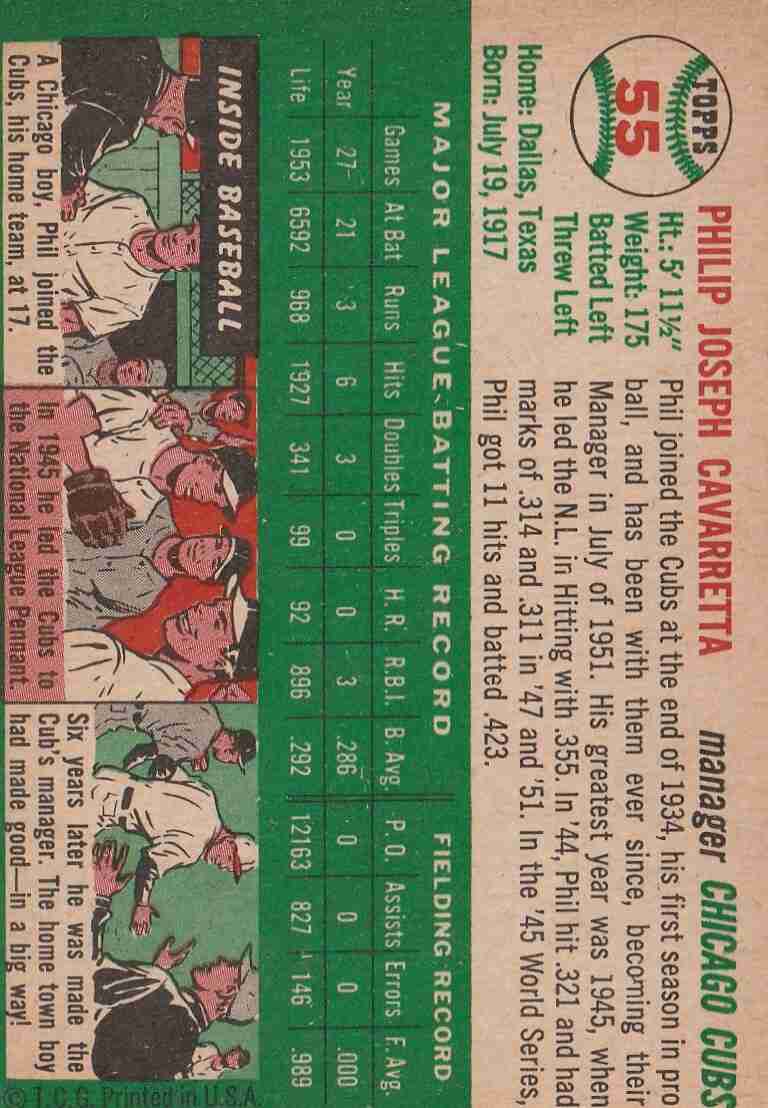 TOPPS
55
PHILIP JOSEPH CAVARRETTA manager CHICAGO CUBS
Ht.: 5' 11½"
Weight: 175
Batted Left
Threw Left
Home: Dallas, Texas
Born: July 19, 1917
Phil joined the Cubs at the end of 1934, his first season in pro
ball, and has been with them ever since, becoming their
Manager in July of 1951. His greatest year was 1945, when
he led the N.L. in Hitting with .355. In '44, Phil hit .321 and had
marks of .314 and .311 in '47 and '51. In the '45 World Series,
Phil got 11 hits and batted .423.
MAJOR LEAGUE BATTING RECORD FIELDING RECORD
Games At Bat Runs Hits Doubles Triples H. R. R.B.I. B. Avg. P. O. Assists Errors F. Avg.
Year 27 21 3 6 3 0 0 3 .286 0 0 0 .000
Life 1953 6592 968 1927 341 99 92 896 .292 12163 827 146 .989
INSIDE BASEBALL
A Chicago boy, Phil joined the
Cubs, his home team, at 17.
In 1945 he led the Cubs to
the National League Pennant.
Six years later he was made the
Cub's manager. The home town boy
had made good—in a big way!
© T.C.G. Printed in U.S.A.